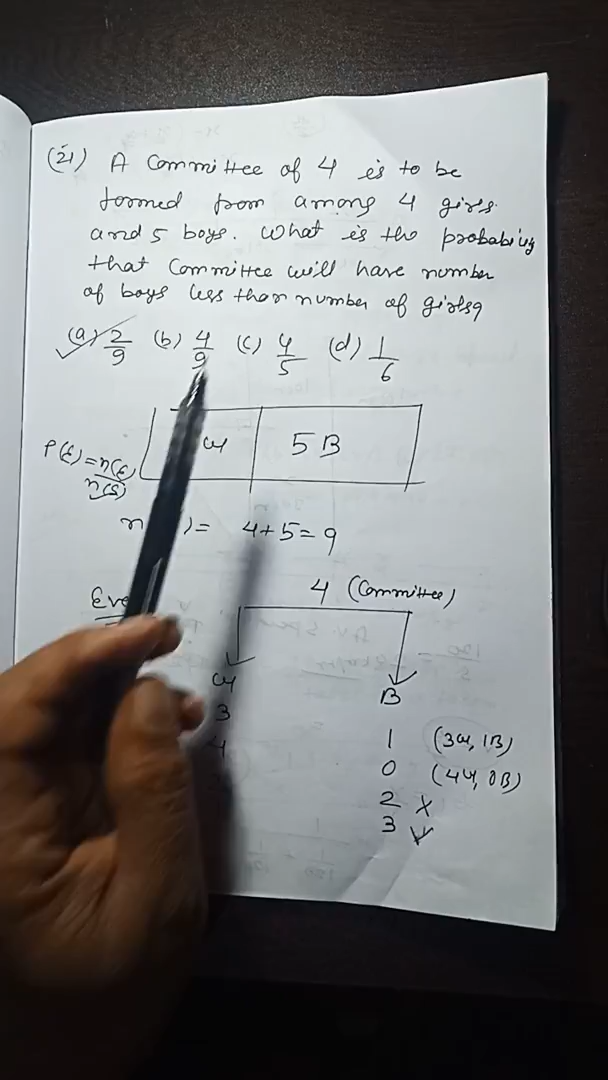 (21) A Committee of 4 is to be
formed from among 4 girls
and 5 boys. What is the probability
that Committee will have number
of boys less than number of girls?
(a) 2/9 (b) 4/9 (c) 4/5 (d) 1/6
P(E) = n(E)/n(S)
5B
4+5=9
4 (Committee)
Eve
G B
3 1 (3G, 1B)
4 0 (4G, 0B)
2 X
3